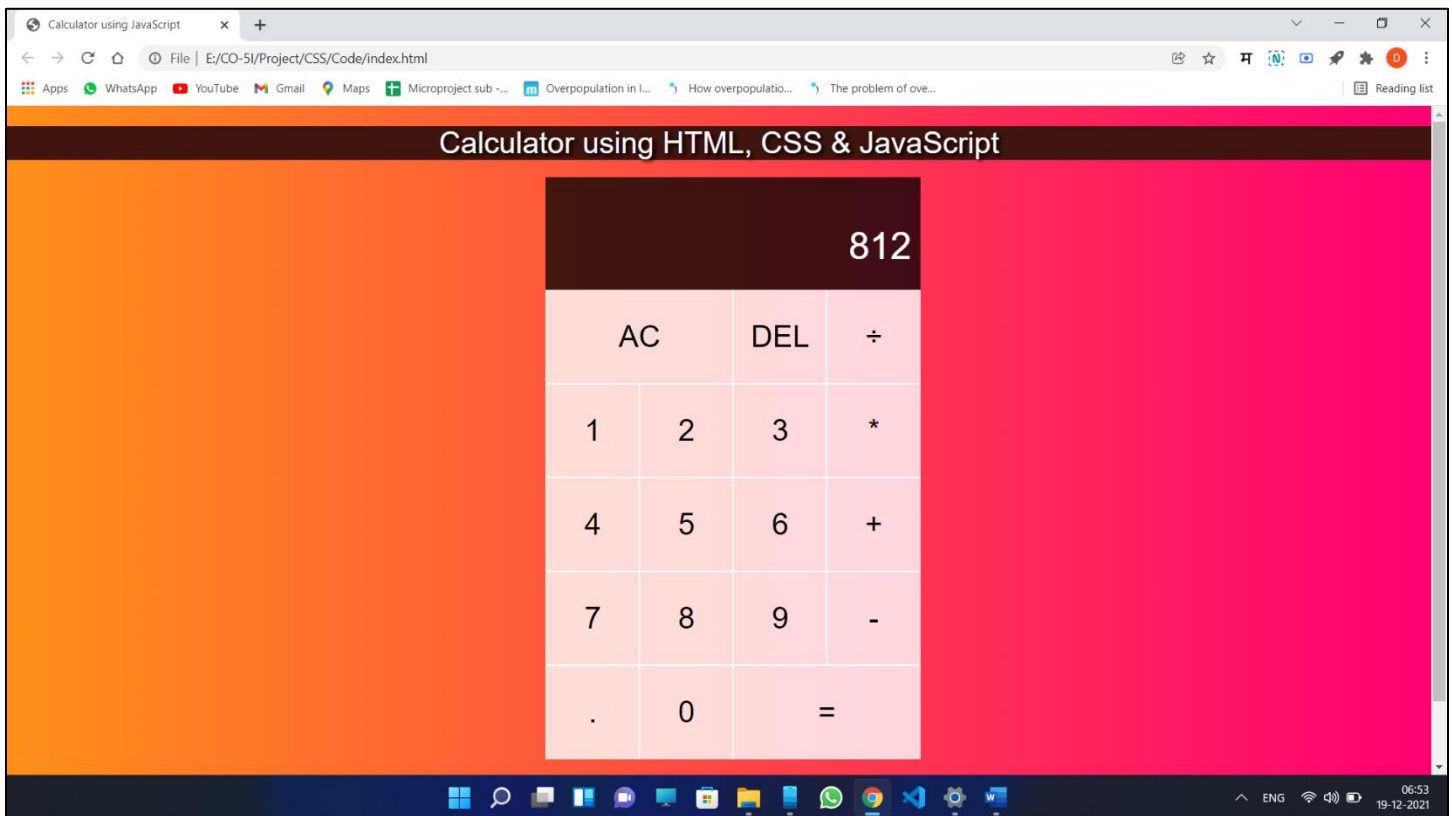 Calculator using JavaScript
File | E:/CO-5I/Project/CSS/Code/index.html
म
N
D
Apps WhatsApp YouTube Gmail Maps Microproject sub -... m Overpopulation in I... How overpopulatio... The problem of ove... Reading list
Calculator using HTML, CSS & JavaScript
812
AC DEL ÷
1 2 3 *
4 5 6 +
7 8 9 -
. 0 =
W
ENG
06:53
19-12-2021